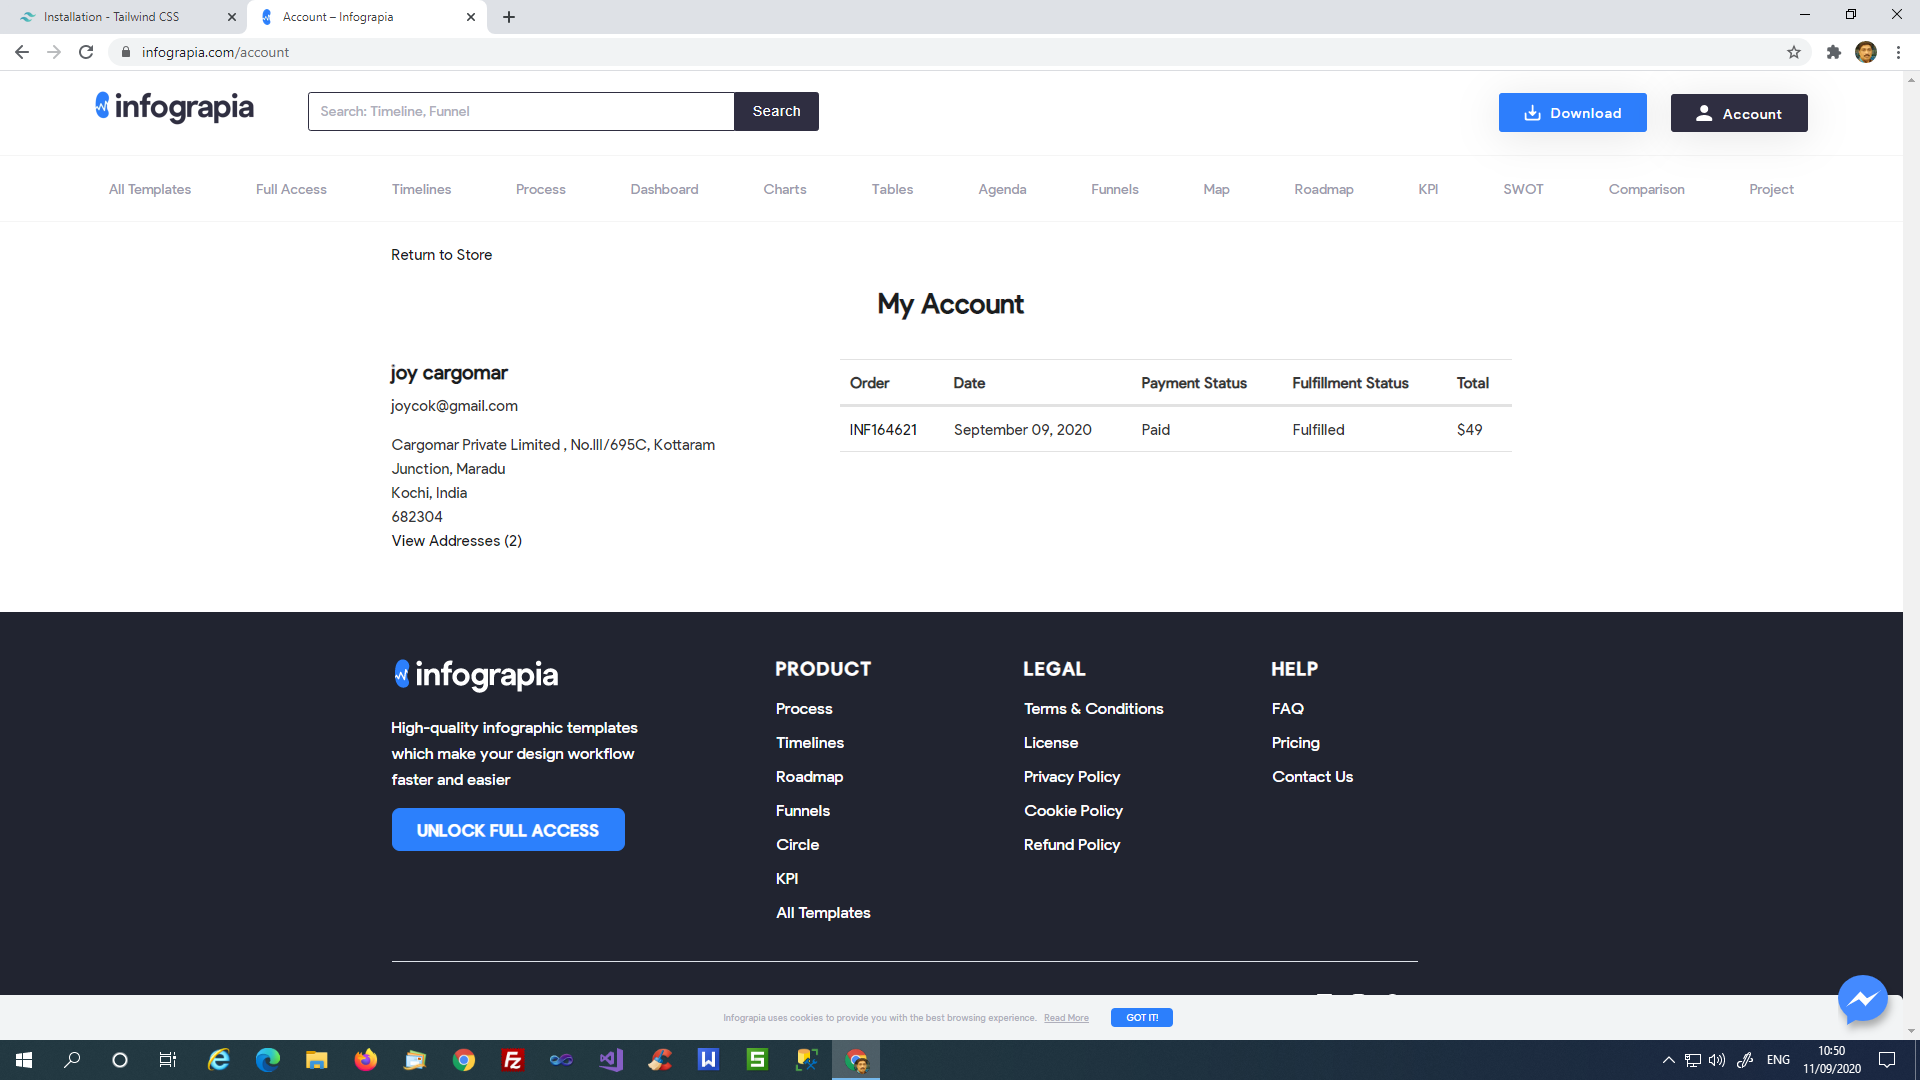 Installation - Tailwind CSS
Account – Infograpia
infograpia.com/account
infograpia
Search: Timeline, Funnel
Search
Download
Account
All Templates
Full Access
Timelines
Process
Dashboard
Charts
Tables
Agenda
Funnels
Map
Roadmap
KPI
SWOT
Comparison
Project
Return to Store
My Account
joy cargomar
joycok@gmail.com
Cargomar Private Limited , No.III/695C, Kottaram
Junction, Maradu
Kochi, India
682304
View Addresses (2)
Order Date Payment Status Fulfillment Status Total
INF164621 September 09, 2020 Paid Fulfilled $49
infograpia
High-quality infographic templates
which make your design workflow
faster and easier
UNLOCK FULL ACCESS
PRODUCT
Process
Timelines
Roadmap
Funnels
Circle
KPI
All Templates
LEGAL
Terms & Conditions
License
Privacy Policy
Cookie Policy
Refund Policy
HELP
FAQ
Pricing
Contact Us
Infograpia uses cookies to provide you with the best browsing experience. Read More
GOT IT!
ENG
10:50
11/09/2020